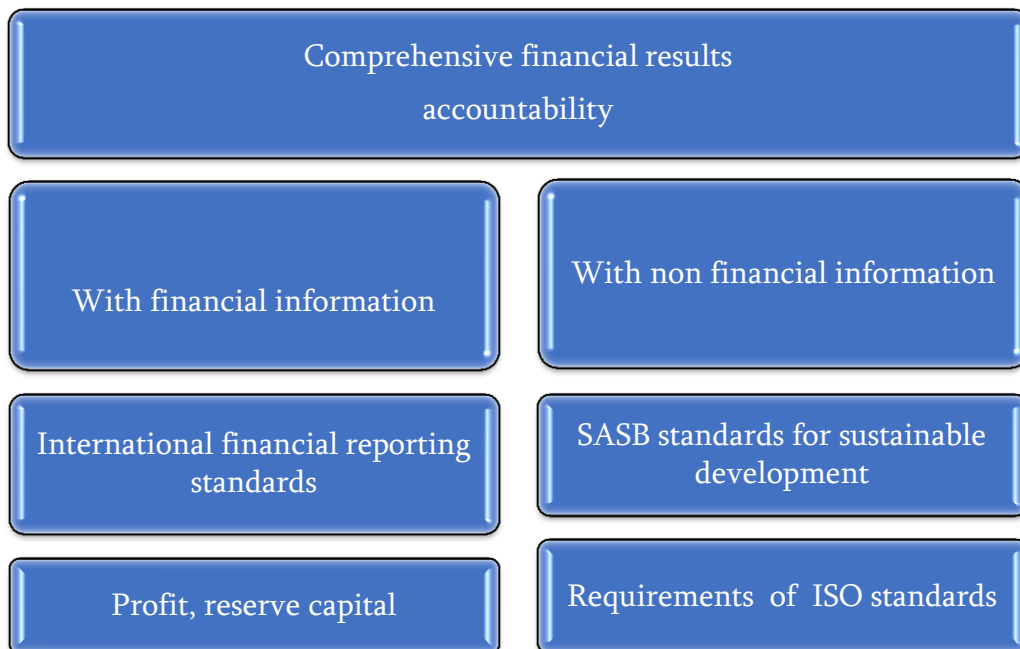 Comprehensive financial results
accountability
With financial information
With non financial information
International financial reporting
standards
SASB standards for sustainable
development
Profit, reserve capital
Requirements of ISO standards